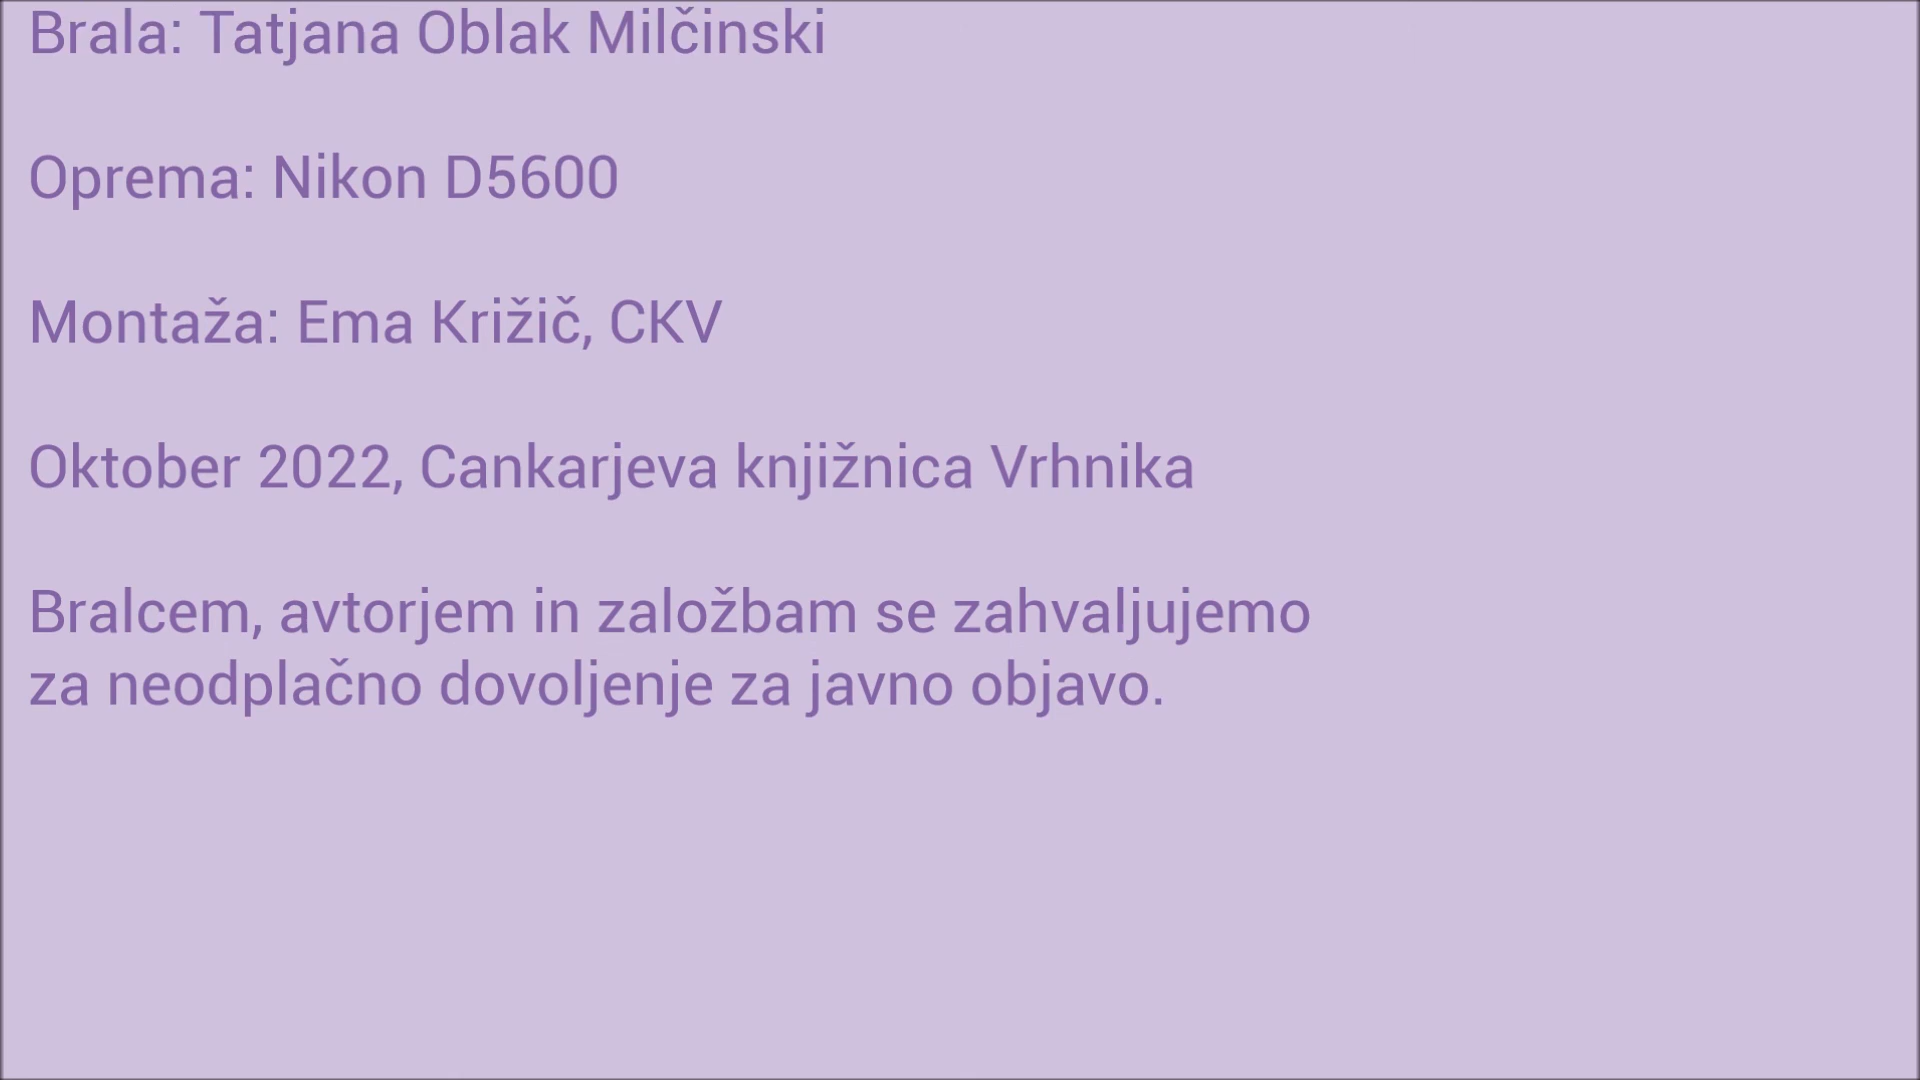 Brala: Tatjana Oblak Milčinski
Oprema: Nikon D5600
Montaža: Ema Križič, CKV
Oktober 2022, Cankarjeva knjižnica Vrhnika
Bralcem, avtorjem in založbam se zahvaljujemo
za neodplačno dovoljenje za javno objavo.